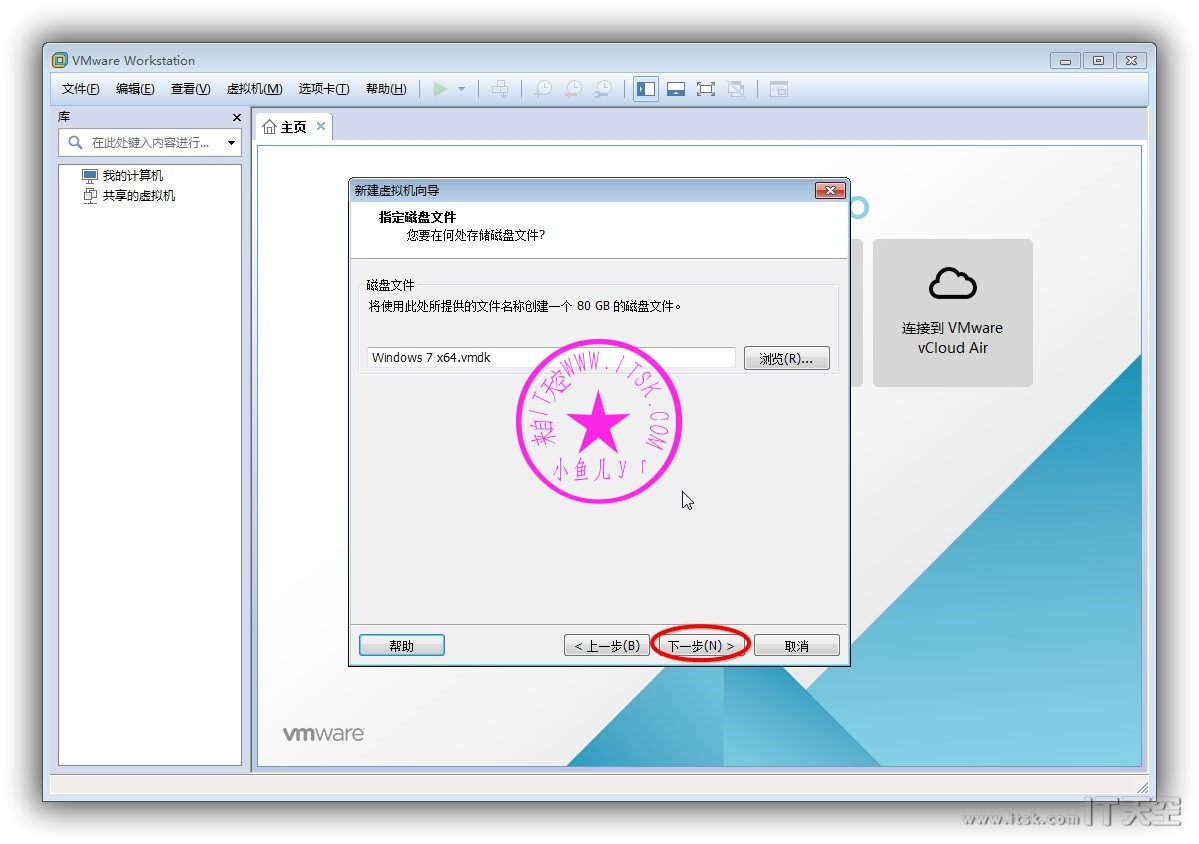 VMware Workstation
文件(F) 编辑(E) 查看(V) 虚拟机(M) 选项卡(T) 帮助(H)
库
在此处键入内容进行...
我的计算机
共享的虚拟机
主页
新建虚拟机向导
指定磁盘文件
您要在何处存储磁盘文件?
磁盘文件
将使用此处所提供的文件名称创建一个 80 GB 的磁盘文件。
Windows 7 x64.vmdk
浏览(R)...
来自IT天空WWW.ITSK.COM
小鱼儿yr
连接到 VMware
vCloud Air
帮助
< 上一步(B)
下一步(N) >
取消
vmware
www.itsk.com IT天空